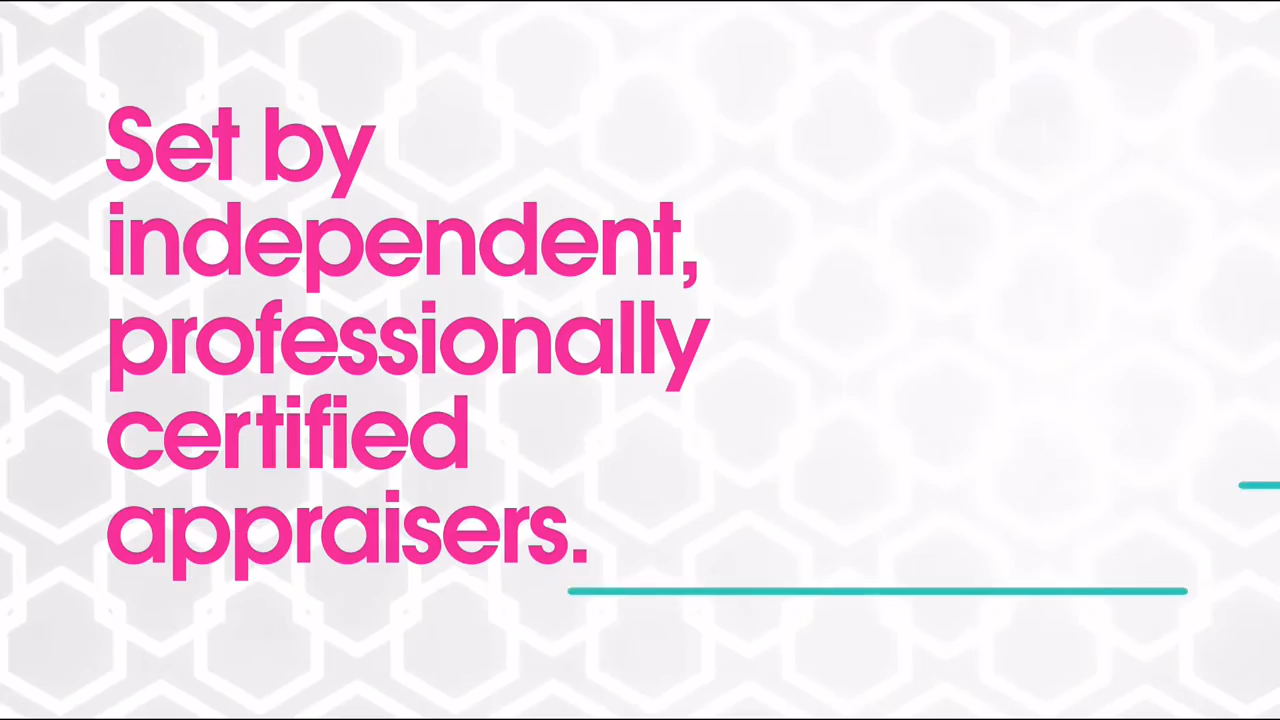 Set by
independent,
professionally
certified
appraisers.